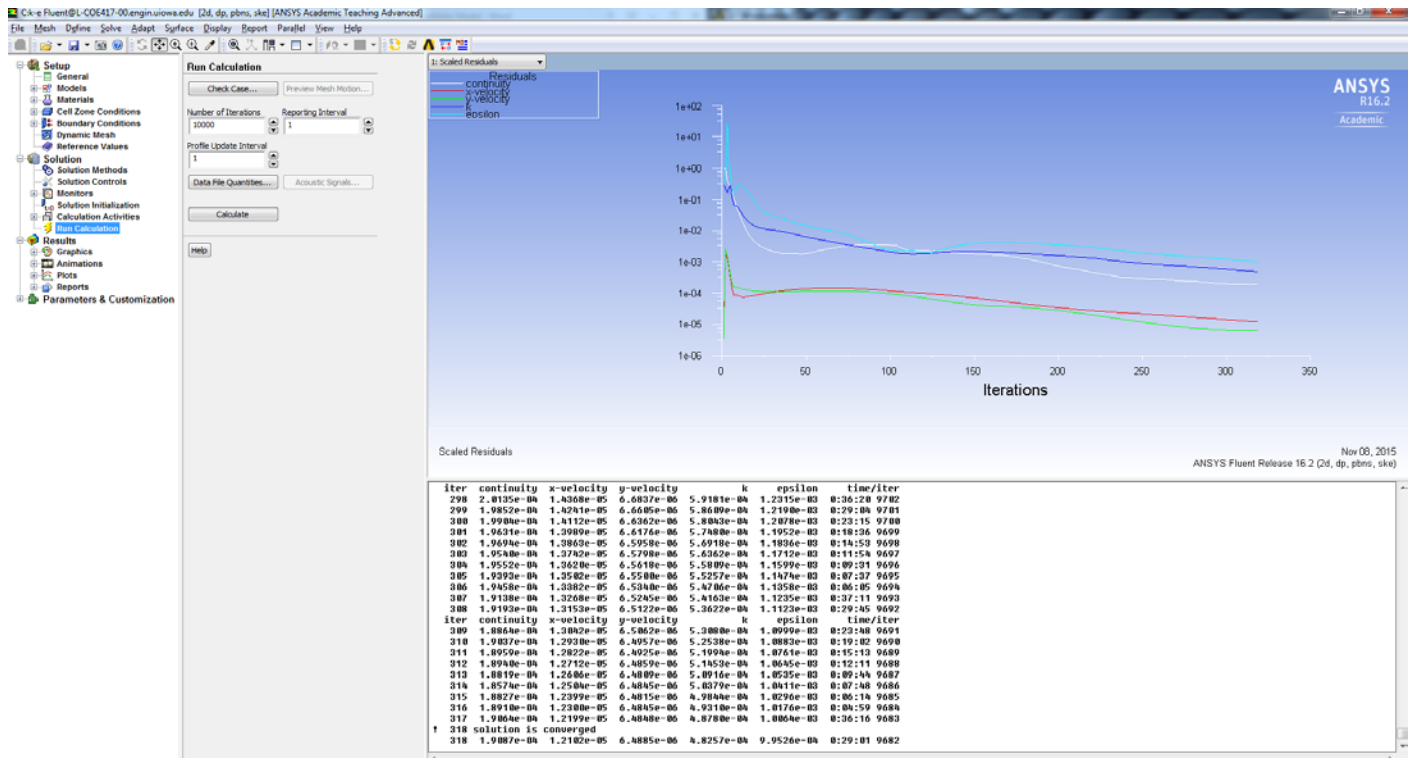 C:k-e Fluent@L-COE417-00.engin.uiowa.edu [2d, dp, pbns, ske] [ANSYS Academic Teaching Advanced]
File Mesh Define Solve Adapt Surface Display Report Parallel View Help
Setup
General
Models
Materials
Cell Zone Conditions
Boundary Conditions
Dynamic Mesh
Reference Values
Solution
Solution Methods
Solution Controls
Monitors
Solution Initialization
Calculation Activities
Run Calculation
Results
Graphics
Animations
Plots
Reports
Parameters & Customization
Run Calculation
Check Case... Preview Mesh Motion...
Number of Iterations Reporting Interval
10000 1
Profile Update Interval
1
Data File Quantities... Acoustic Signals...
Calculate
Help
1: Scaled Residuals
Residuals
continuity
x-velocity
y-velocity
k
epsilon
ANSYS
R16.2
Academic
1e+02
1e+01
1e+00
1e-01
1e-02
1e-03
1e-04
1e-05
1e-06
0 50 100 150 200 250 300 350
Iterations
Scaled Residuals
Nov 08, 2015
ANSYS Fluent Release 16.2 (2d, dp, pbns, ske)
iter continuity x-velocity y-velocity k epsilon time/iter
298 2.0135e-04 1.4368e-05 6.6837e-06 5.9181e-04 1.2315e-03 0:36:20 9702
299 1.9852e-04 1.4241e-05 6.6605e-06 5.8609e-04 1.2190e-03 0:29:04 9701
300 1.9904e-04 1.4112e-05 6.6362e-06 5.8043e-04 1.2078e-03 0:23:15 9700
301 1.9631e-04 1.3989e-05 6.6176e-06 5.7480e-04 1.1952e-03 0:18:36 9699
302 1.9694e-04 1.3863e-05 6.5958e-06 5.6918e-04 1.1836e-03 0:14:53 9698
303 1.9540e-04 1.3742e-05 6.5798e-06 5.6362e-04 1.1712e-03 0:11:54 9697
304 1.9552e-04 1.3620e-05 6.5618e-06 5.5809e-04 1.1599e-03 0:09:31 9696
305 1.9393e-04 1.3502e-05 6.5500e-06 5.5257e-04 1.1474e-03 0:07:37 9695
306 1.9458e-04 1.3382e-05 6.5340e-06 5.4706e-04 1.1358e-03 0:06:05 9694
307 1.9138e-04 1.3268e-05 6.5245e-06 5.4163e-04 1.1235e-03 0:37:11 9693
308 1.9193e-04 1.3153e-05 6.5122e-06 5.3622e-04 1.1123e-03 0:29:45 9692
iter continuity x-velocity y-velocity k epsilon time/iter
309 1.8864e-04 1.3042e-05 6.5062e-06 5.3080e-04 1.0999e-03 0:23:48 9691
310 1.9037e-04 1.2930e-05 6.4957e-06 5.2538e-04 1.0883e-03 0:19:02 9690
311 1.8959e-04 1.2822e-05 6.4925e-06 5.1994e-04 1.0761e-03 0:15:13 9689
312 1.8940e-04 1.2712e-05 6.4859e-06 5.1453e-04 1.0645e-03 0:12:11 9688
313 1.8819e-04 1.2606e-05 6.4809e-06 5.0916e-04 1.0535e-03 0:09:44 9687
314 1.8574e-04 1.2504e-05 6.4845e-06 5.0379e-04 1.0411e-03 0:07:48 9686
315 1.8827e-04 1.2399e-05 6.4815e-06 4.9844e-04 1.0296e-03 0:06:14 9685
316 1.8910e-04 1.2300e-05 6.4845e-06 4.9310e-04 1.0176e-03 0:04:59 9684
317 1.9064e-04 1.2199e-05 6.4848e-06 4.8780e-04 1.0064e-03 0:36:16 9683
! 318 solution is converged
318 1.9087e-04 1.2102e-05 6.4885e-06 4.8257e-04 9.9526e-04 0:29:01 9682